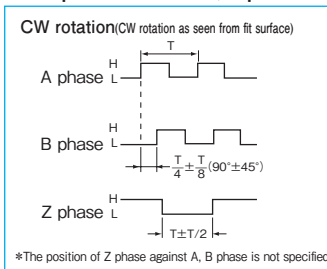 CW rotation(CW rotation as seen from fit surface)
T
A phase H L
B phase H L
T/4±T/8(90°±45°)
Z phase H L
T±T/2
*The position of Z phase against A, B phase is not specified